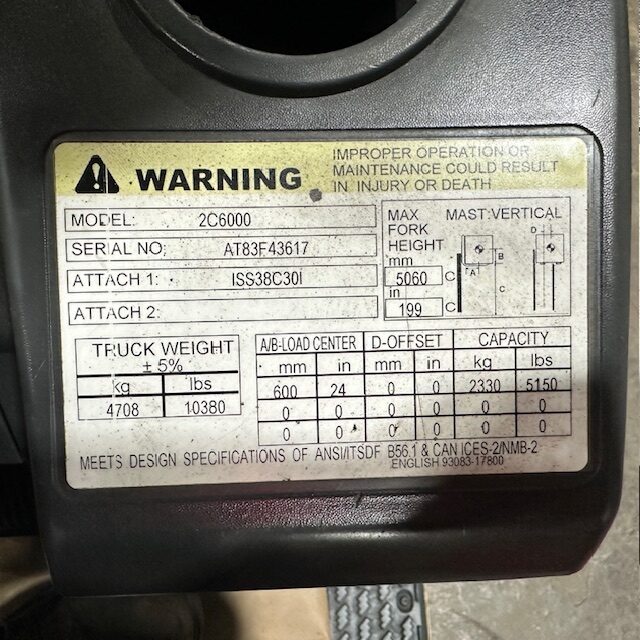 WARNING
IMPROPER OPERATION OR
MAINTENANCE COULD RESULT
IN INJURY OR DEATH
MODEL: 2C6000
SERIAL NO: AT83F43617
ATTACH 1: ISS38C30I
ATTACH 2:
MAX FORK HEIGHT
mm
5060 C
in
199 C
MAST:VERTICAL
D
B
A
C
TRUCK WEIGHT
± 5%
kg lbs
4708 10380
A/B-LOAD CENTER D-OFFSET CAPACITY
mm in mm in kg lbs
600 24 0 0 2330 5150
0 0 0 0 0 0
0 0 0 0 0 0
MEETS DESIGN SPECIFICATIONS OF ANSI/ITSDF B56.1 & CAN ICES-2/NMB-2
ENGLISH 93083-17800